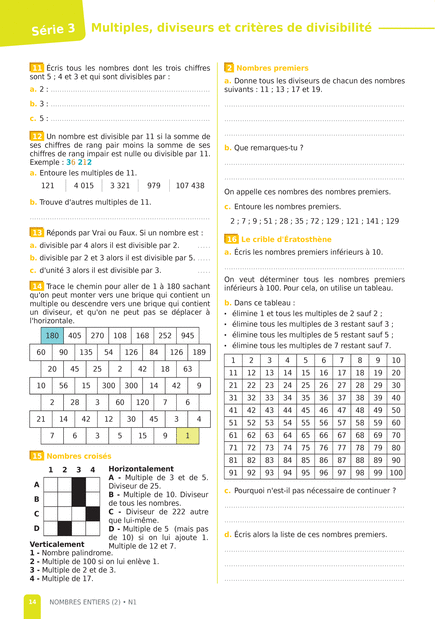 Série 3
Multiples, diviseurs et critères de divisibilité
11 Écris tous les nombres dont les trois chiffres
sont 5 ; 4 et 3 et qui sont divisibles par :
a. 2 :
b. 3 :
c. 5 :
12 Un nombre est divisible par 11 si la somme de
ses chiffres de rang pair moins la somme de ses
chiffres de rang impair est nulle ou divisible par 11.
Exemple : 36 212
a. Entoure les multiples de 11.
121 4 015 3 321 979 107 438
b. Trouve d'autres multiples de 11.
13 Réponds par Vrai ou Faux. Si un nombre est :
a. divisible par 4 alors il est divisible par 2. .....
b. divisible par 2 et 3 alors il est divisible par 5. .....
c. d'unité 3 alors il est divisible par 3. .....
14 Trace le chemin pour aller de 1 à 180 sachant
qu'on peut monter vers une brique qui contient un
multiple ou descendre vers une brique qui contient
un diviseur, et qu'on ne peut pas se déplacer à
l'horizontale.
180 405 270 108 168 252 945
60 90 135 54 126 84 126 189
20 45 25 2 42 18 63
10 56 15 300 300 14 42 9
2 28 3 60 120 7 6
21 14 42 12 30 45 3 4
7 6 3 5 15 9 1
15 Nombres croisés
1 2 3 4
A
B
C
D
Horizontalement
A - Multiple de 3 et de 5.
Diviseur de 25.
B - Multiple de 10. Diviseur
de tous les nombres.
C - Diviseur de 222 autre
que lui-même.
D - Multiple de 5 (mais pas
de 10) si on lui ajoute 1.
Multiple de 12 et 7.
Verticalement
1 - Nombre palindrome.
2 - Multiple de 100 si on lui enlève 1.
3 - Multiple de 2 et de 3.
4 - Multiple de 17.
2 Nombres premiers
a. Donne tous les diviseurs de chacun des nombres
suivants : 11 ; 13 ; 17 et 19.
b. Que remarques-tu ?
On appelle ces nombres des nombres premiers.
c. Entoure les nombres premiers.
2 ; 7 ; 9 ; 51 ; 28 ; 35 ; 72 ; 129 ; 121 ; 141 ; 129
16 Le crible d'Ératosthène
a. Écris les nombres premiers inférieurs à 10.
On veut déterminer tous les nombres premiers
inférieurs à 100. Pour cela, on utilise un tableau.
b. Dans ce tableau :
• élimine 1 et tous les multiples de 2 sauf 2 ;
• élimine tous les multiples de 3 restant sauf 3 ;
• élimine tous les multiples de 5 restant sauf 5 ;
• élimine tous les multiples de 7 restant sauf 7.
1 2 3 4 5 6 7 8 9 10
11 12 13 14 15 16 17 18 19 20
21 22 23 24 25 26 27 28 29 30
31 32 33 34 35 36 37 38 39 40
41 42 43 44 45 46 47 48 49 50
51 52 53 54 55 56 57 58 59 60
61 62 63 64 65 66 67 68 69 70
71 72 73 74 75 76 77 78 79 80
81 82 83 84 85 86 87 88 89 90
91 92 93 94 95 96 97 98 99 100
c. Pourquoi n'est-il pas nécessaire de continuer ?
d. Écris alors la liste de ces nombres premiers.
14 NOMBRES ENTIERS (2) • N1